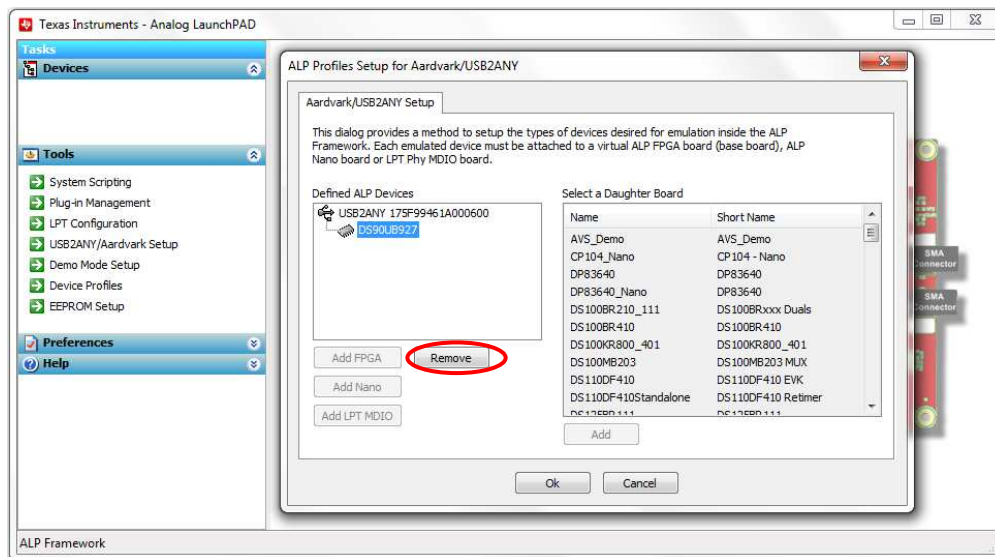 Texas Instruments - Analog LaunchPAD
Tasks
Devices
Tools
System Scripting
Plug-in Management
LPT Configuration
USB2ANY/Aardvark Setup
Demo Mode Setup
Device Profiles
EEPROM Setup
Preferences
Help
ALP Profiles Setup for Aardvark/USB2ANY
Aardvark/USB2ANY Setup
This dialog provides a method to setup the types of devices desired for emulation inside the ALP
Framework. Each emulated device must be attached to a virtual ALP FPGA board (base board), ALP
Nano board or LPT Phy MDIO board.
Defined ALP Devices
USB2ANY 175F99461A000600
DS90UB927
Add FPGA Remove
Add Nano
Add LPT MDIO
Select a Daughter Board
Name Short Name
AVS_Demo AVS_Demo
CP104_Nano CP104 - Nano
DP83640 DP83640
DP83640_Nano DP83640
DS100BR210_111 DS100BRxxx Duals
DS100BR410 DS100BR410
DS100KR800_401 DS100KR800_401
DS100MB203 DS100MB203 MUX
DS110DF410 DS110DF410 EVK
DS110DF410Standalone DS110DF410 Retimer
Add
Ok Cancel
SMA
Connector
SMA
Connector
ALP Framework